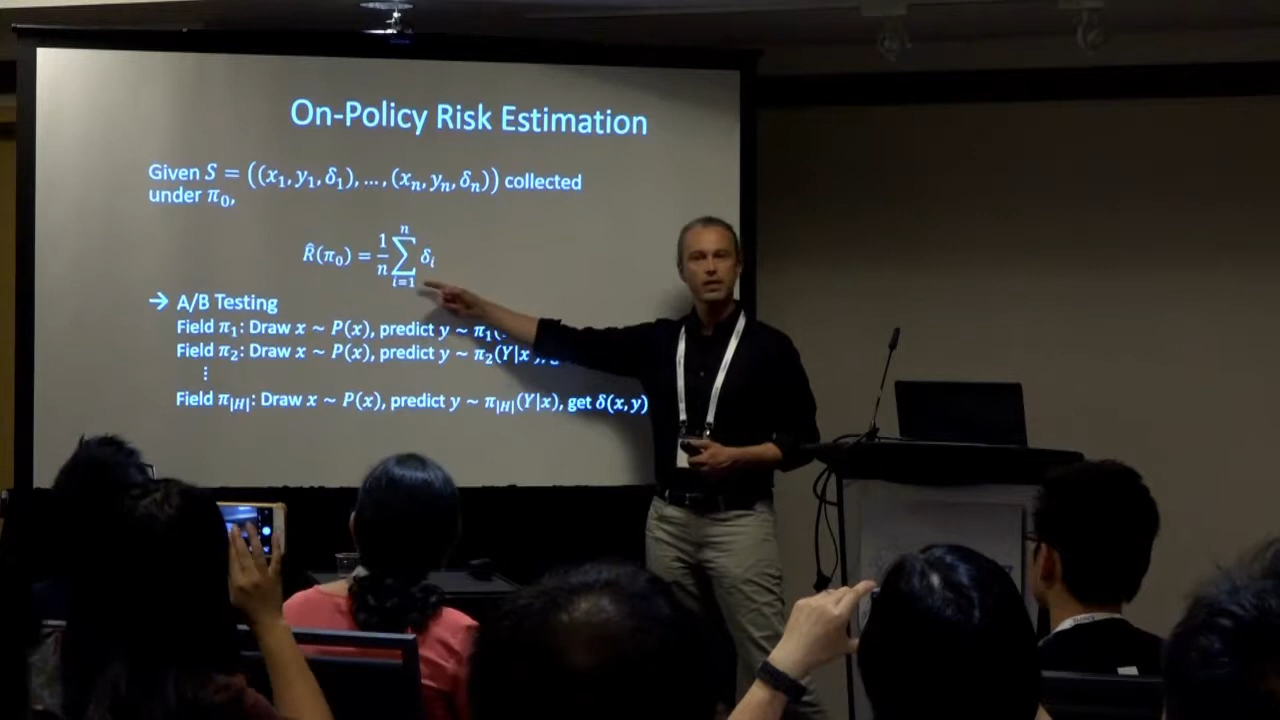 On-Policy Risk Estimation
Given S = ((x₁, y₁, δ₁), …, (xₙ, yₙ, δₙ)) collected
under π₀,
R̂(π₀) = 1/n ∑ᵢ₌₁ⁿ δᵢ
→ A/B Testing
Field π₁: Draw x ~ P(x), predict y ~ π₁(
Field π₂: Draw x ~ P(x), predict y ~ π₂(Y|x
⋮
Field π|H|: Draw x ~ P(x), predict y ~ π|H|(Y|x), get δ(x, y)